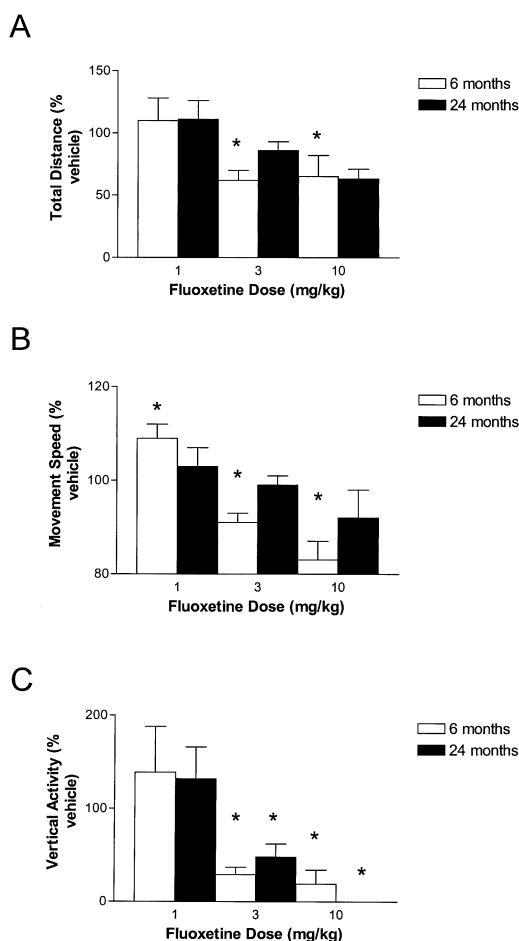 A
150
100
50
0
Total Distance (%
vehicle)
*
*
6 months
24 months
1
3
10
Fluoxetine Dose (mg/kg)
B
120
100
80
Movement Speed (%
vehicle)
*
*
*
6 months
24 months
1
3
10
Fluoxetine Dose (mg/kg)
C
200
100
0
Vertical Activity (%
vehicle)
*
*
*
*
6 months
24 months
1
3
10
Fluoxetine Dose (mg/kg)